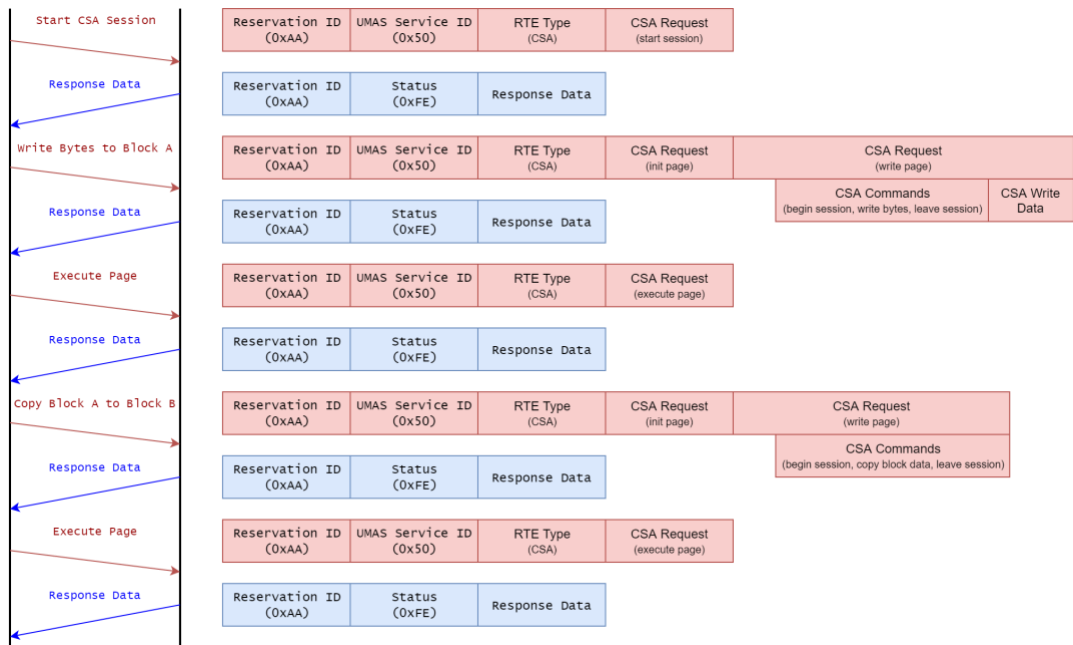 Start CSA Session
Reservation ID UMAS Service ID RTE Type CSA Request
(0xAA) (0x50) (CSA) (start session)
Response Data
Reservation ID Status Response Data
(0xAA) (0xFE)
Write Bytes to Block A
Reservation ID UMAS Service ID RTE Type CSA Request CSA Request
(0xAA) (0x50) (CSA) (init page) (write page)
CSA Commands CSA Write
(begin session, write bytes, leave session) Data
Response Data
Reservation ID Status Response Data
(0xAA) (0xFE)
Execute Page
Reservation ID UMAS Service ID RTE Type CSA Request
(0xAA) (0x50) (CSA) (execute page)
Response Data
Reservation ID Status Response Data
(0xAA) (0xFE)
Copy Block A to Block B
Reservation ID UMAS Service ID RTE Type CSA Request CSA Request
(0xAA) (0x50) (CSA) (init page) (write page)
CSA Commands
(begin session, copy block data, leave session)
Response Data
Reservation ID Status Response Data
(0xAA) (0xFE)
Execute Page
Reservation ID UMAS Service ID RTE Type CSA Request
(0xAA) (0x50) (CSA) (execute page)
Response Data
Reservation ID Status Response Data
(0xAA) (0xFE)